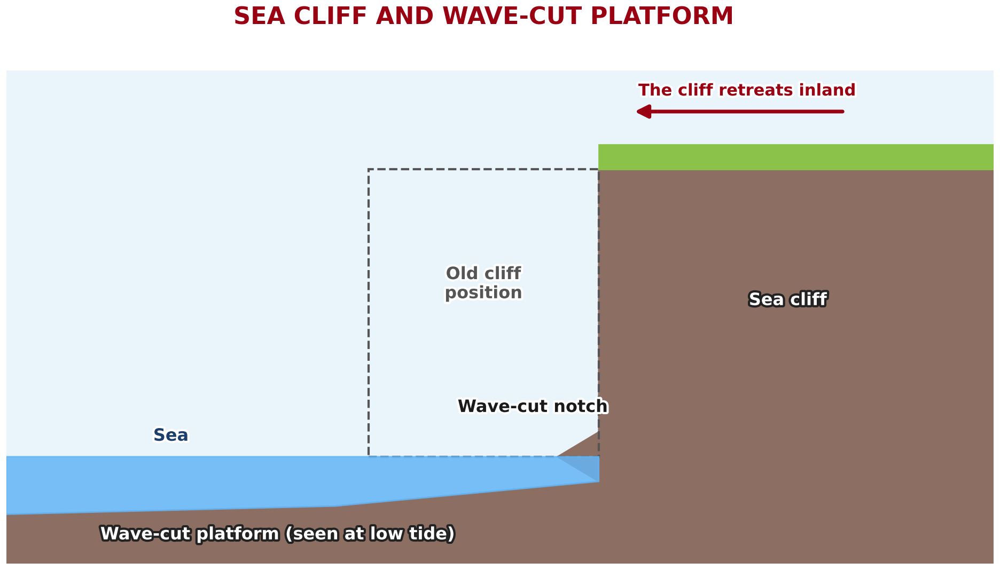 SEA CLIFF AND WAVE-CUT PLATFORM
The cliff retreats inland
Old cliff
position
Sea cliff
Wave-cut notch
Sea
Wave-cut platform (seen at low tide)